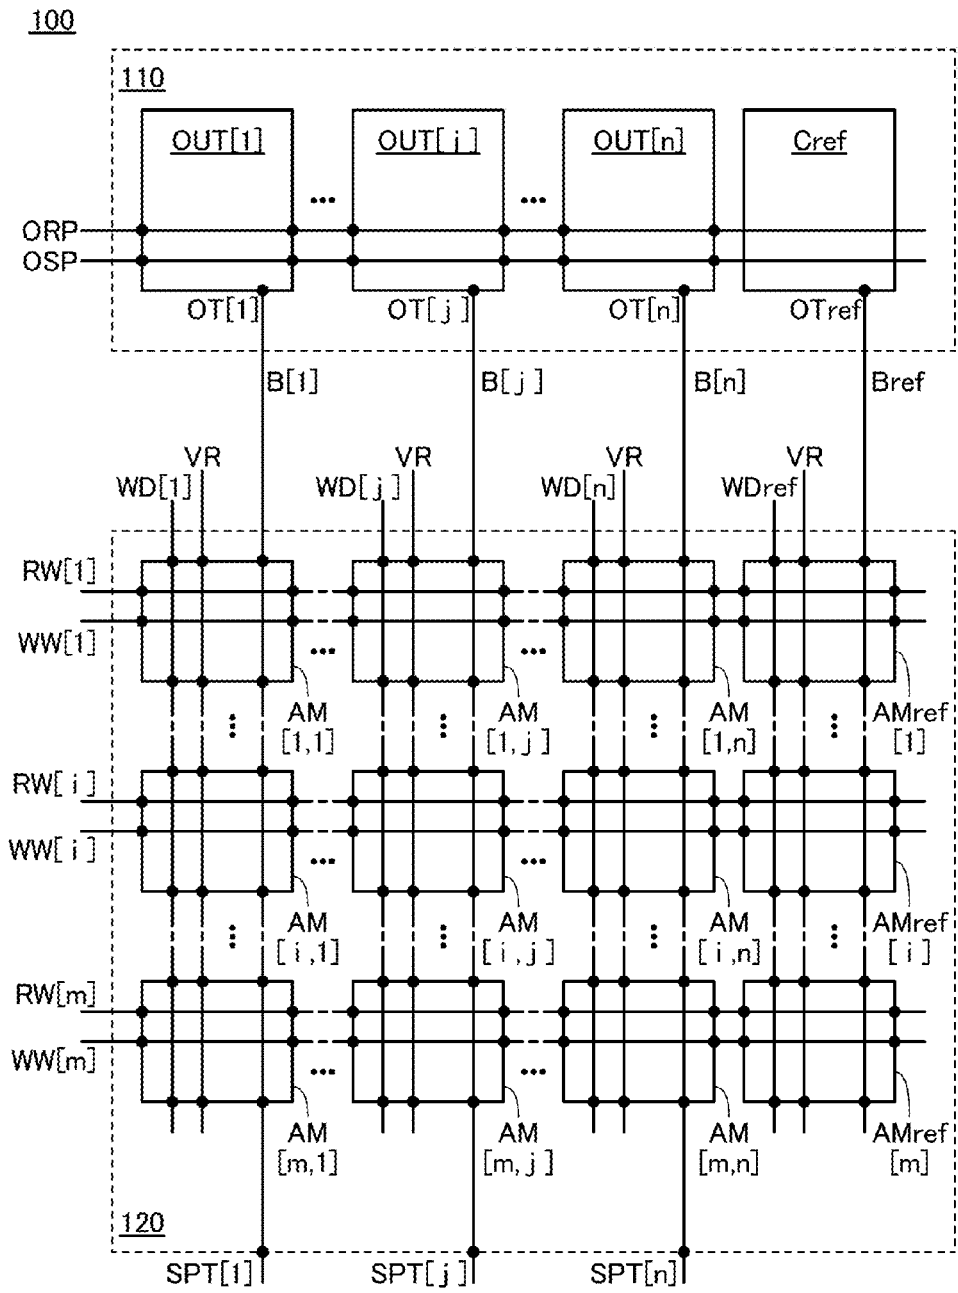 100
110
OUT[1] OUT[j] OUT[n] Cref
ORP
OSP
OT[1] OT[j] OT[n] OTref
B[1] B[j] B[n] Bref
VR VR VR VR
WD[1] WD[j] WD[n] WDref
RW[1]
WW[1]
AM AM AM AMref
[1,1] [1,j] [1,n] [1]
RW[i]
WW[i]
AM AM AM AMref
[i,1] [i,j] [i,n] [i]
RW[m]
WW[m]
AM AM AM AMref
[m,1] [m,j] [m,n] [m]
120
SPT[1] SPT[j] SPT[n]